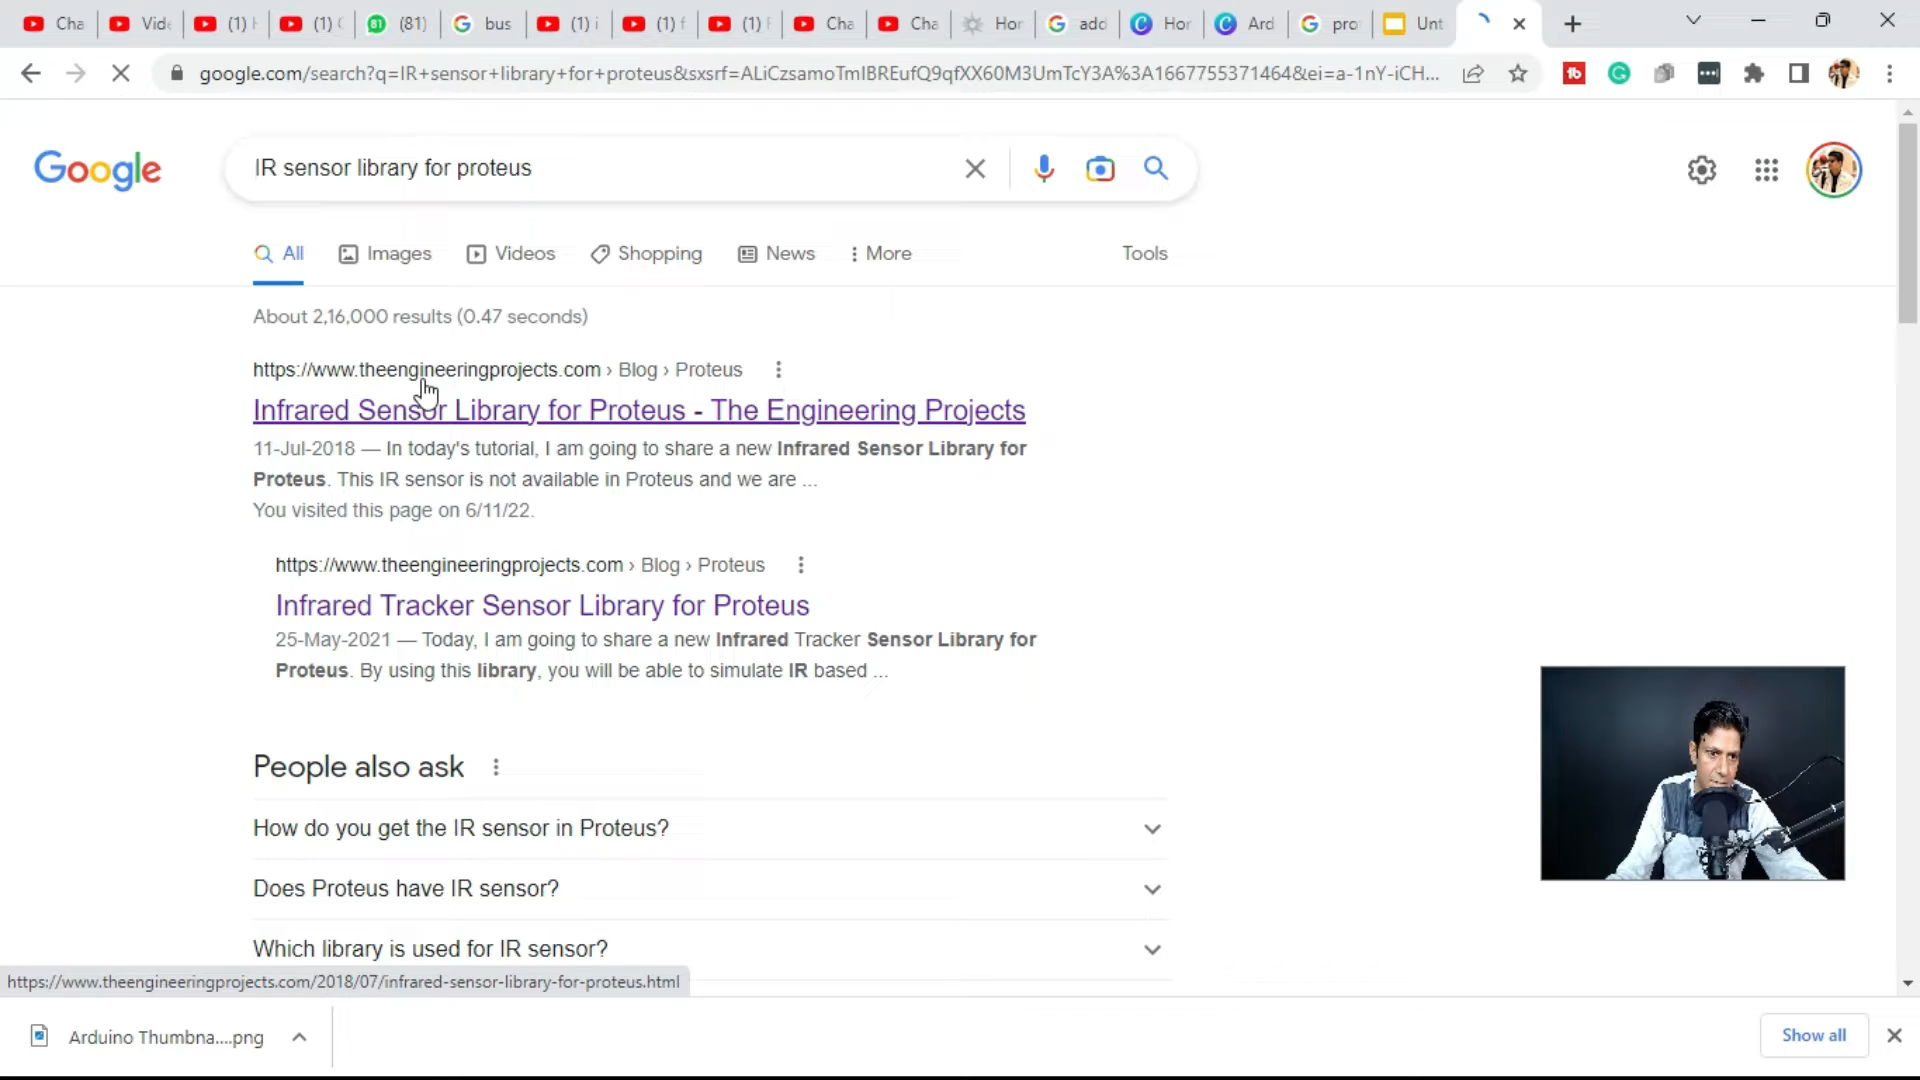 Cha
Vide
(1) H
(1) C
(81)
bus
(1) i
(1) f
(1) F
Cha
Cha
Hor
add
Hor
Ard
pro
Unt
google.com/search?q=IR+sensor+library+for+proteus&sxsrf=ALiCzsamoTmIBREufQ9qfXX60M3UmTcY3A%3A1667755371464&ei=a-1nY-iCH...
Google
IR sensor library for proteus
All
Images
Videos
Shopping
News
More
Tools
About 2,16,000 results (0.47 seconds)
https://www.theengineeringprojects.com › Blog › Proteus
Infrared Sensor Library for Proteus - The Engineering Projects
11-Jul-2018 — In today's tutorial, I am going to share a new Infrared Sensor Library for
Proteus. This IR sensor is not available in Proteus and we are ...
You visited this page on 6/11/22.
https://www.theengineeringprojects.com › Blog › Proteus
Infrared Tracker Sensor Library for Proteus
25-May-2021 — Today, I am going to share a new Infrared Tracker Sensor Library for
Proteus. By using this library, you will be able to simulate IR based ...
People also ask
How do you get the IR sensor in Proteus?
Does Proteus have IR sensor?
Which library is used for IR sensor?
https://www.theengineeringprojects.com/2018/07/infrared-sensor-library-for-proteus.html
Arduino Thumbna....png
Show all